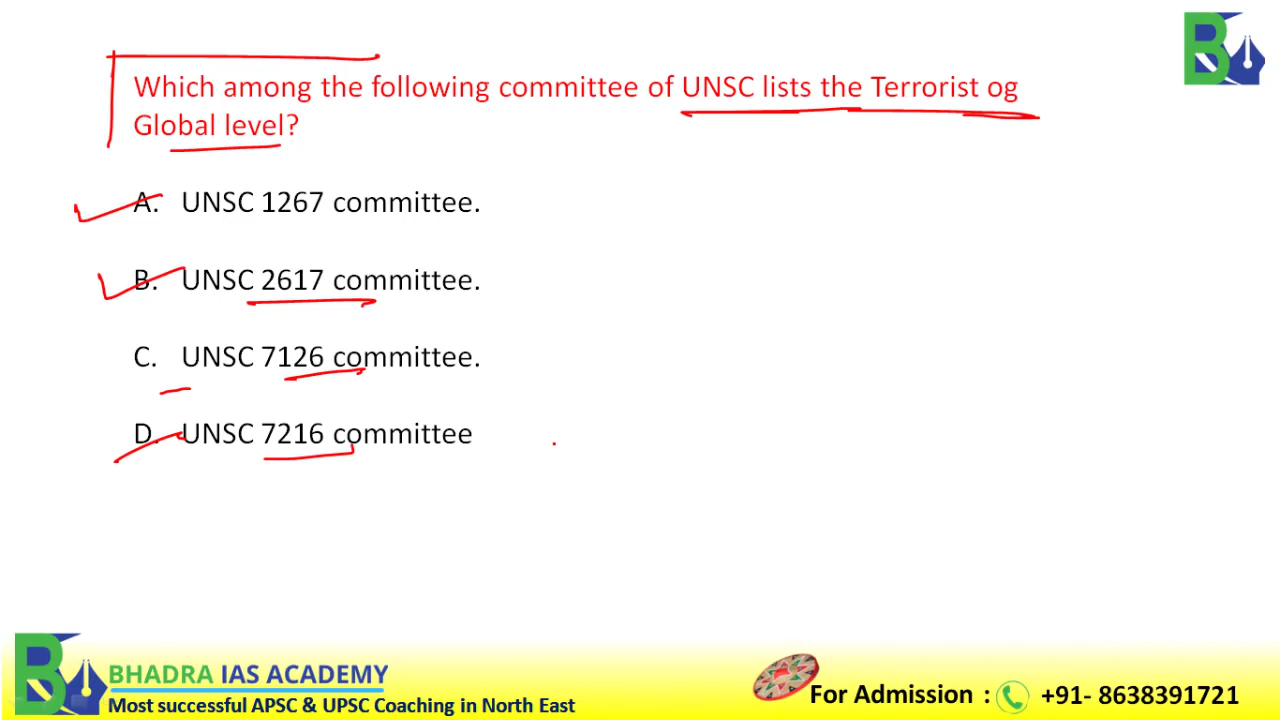 Which among the following committee of UNSC lists the Terrorist og
Global level?
A. UNSC 1267 committee.
B. UNSC 2617 committee.
C. UNSC 7126 committee.
D. UNSC 7216 committee
BHADRA IAS ACADEMY
Most successful APSC & UPSC Coaching in North East
For Admission : +91- 8638391721